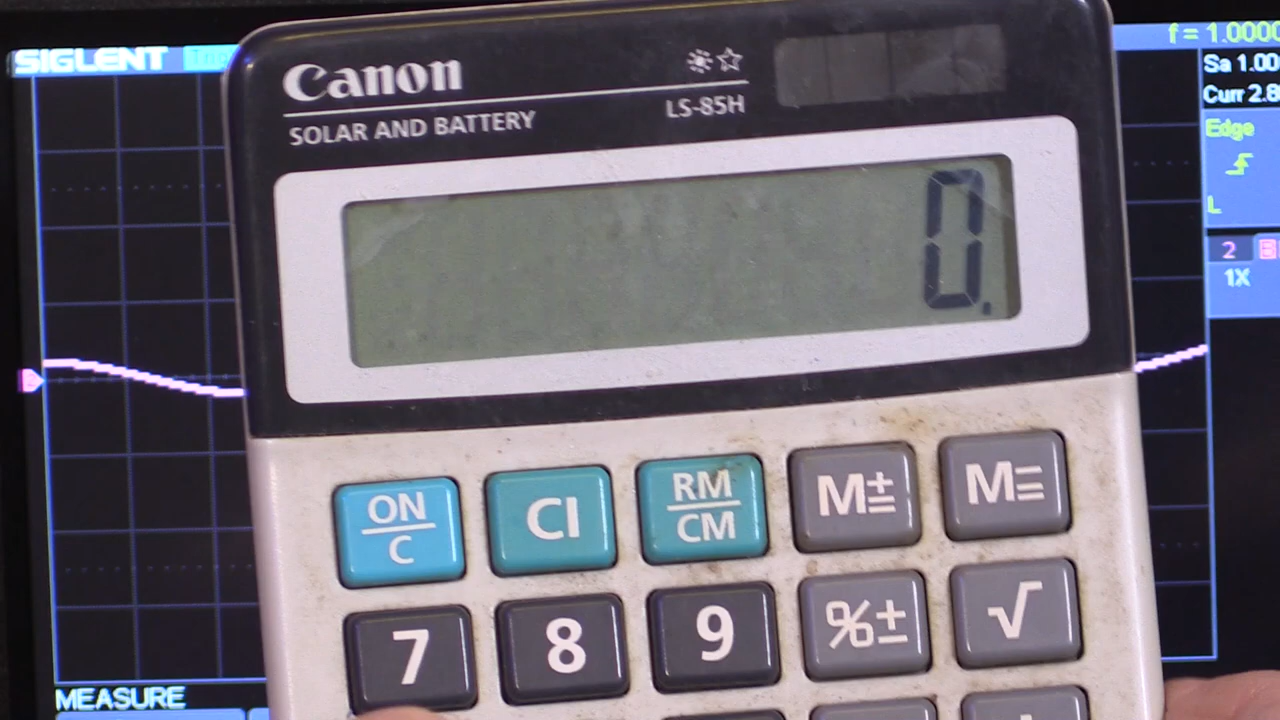 SIGLENT
f = 1.0000
Canon
SOLAR AND BATTERY
LS-85H
Sa 1.00
Curr 2.8
Edge
L
2
1X
0.
ON
C
CI
RM
CM
M±
M=
7
8
9
%±
√
MEASURE